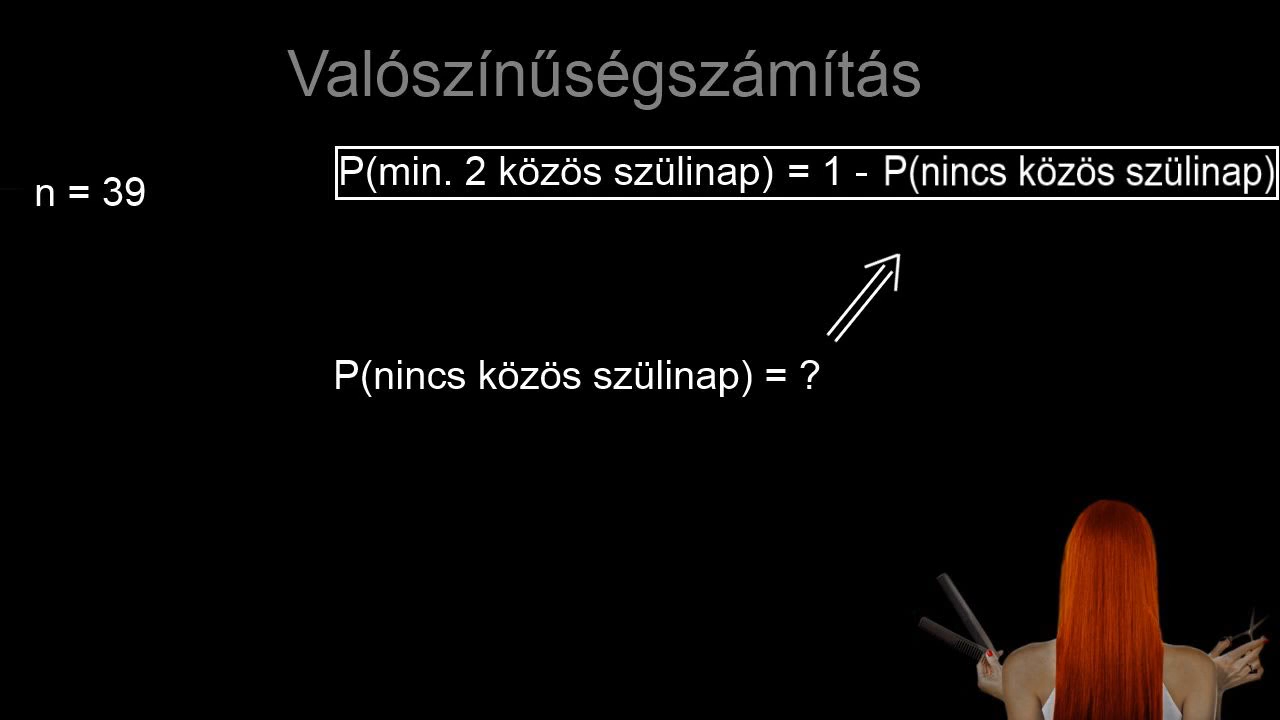 Valószínűségszámítás
n = 39
P(min. 2 közös szülinap) = 1 - P(nincs közös szülinap)
P(nincs közös szülinap) = ?